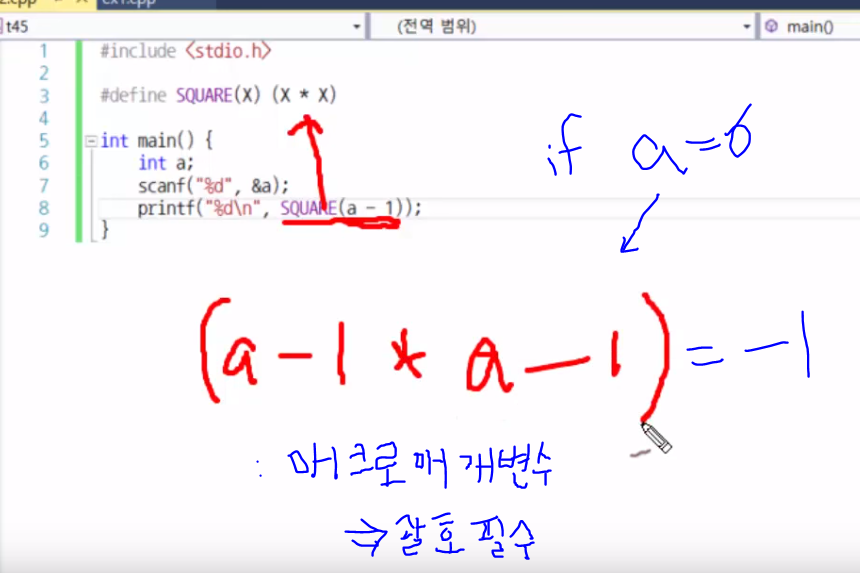 2.cpp ex1.cpp
t45 (전역 범위) main()
1 #include <stdio.h>
2
3 #define SQUARE(X) (X * X)
4
5 int main() {
6 int a;
7 scanf("%d", &a);
8 printf("%d\n", SQUARE(a - 1));
9 }
if a=6
(a-1 * a-1) = -1
: 매크로매개변수
⇒괄호필수